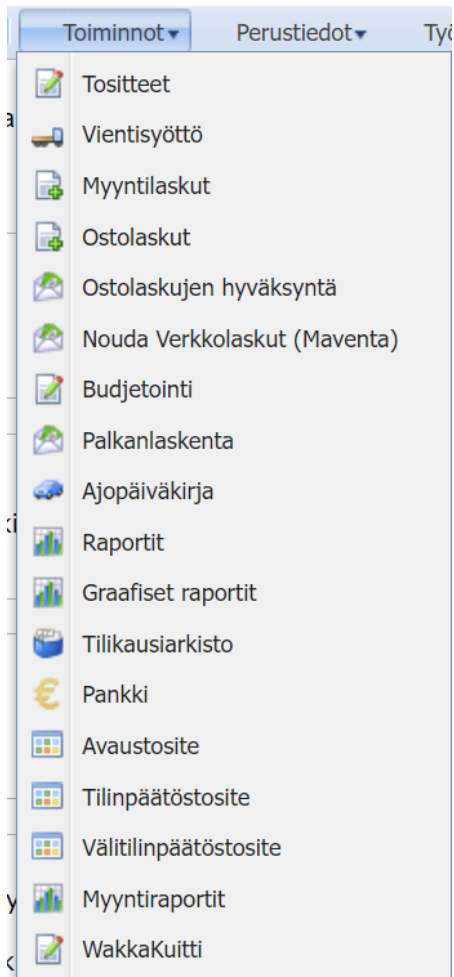 Toiminnot Perustiedot
Tositteet
Vientisyöttö
Myyntilaskut
Ostolaskut
Ostolaskujen hyväksyntä
Nouda Verkkolaskut (Maventa)
Budjetointi
Palkanlaskenta
Ajopäiväkirja
Raportit
Graafiset raportit
Tilikausiarkisto
Pankki
Avaustosite
Tilinpäätöstosite
Välitilinpäätöstosite
Myyntiraportit
WakkaKuitti